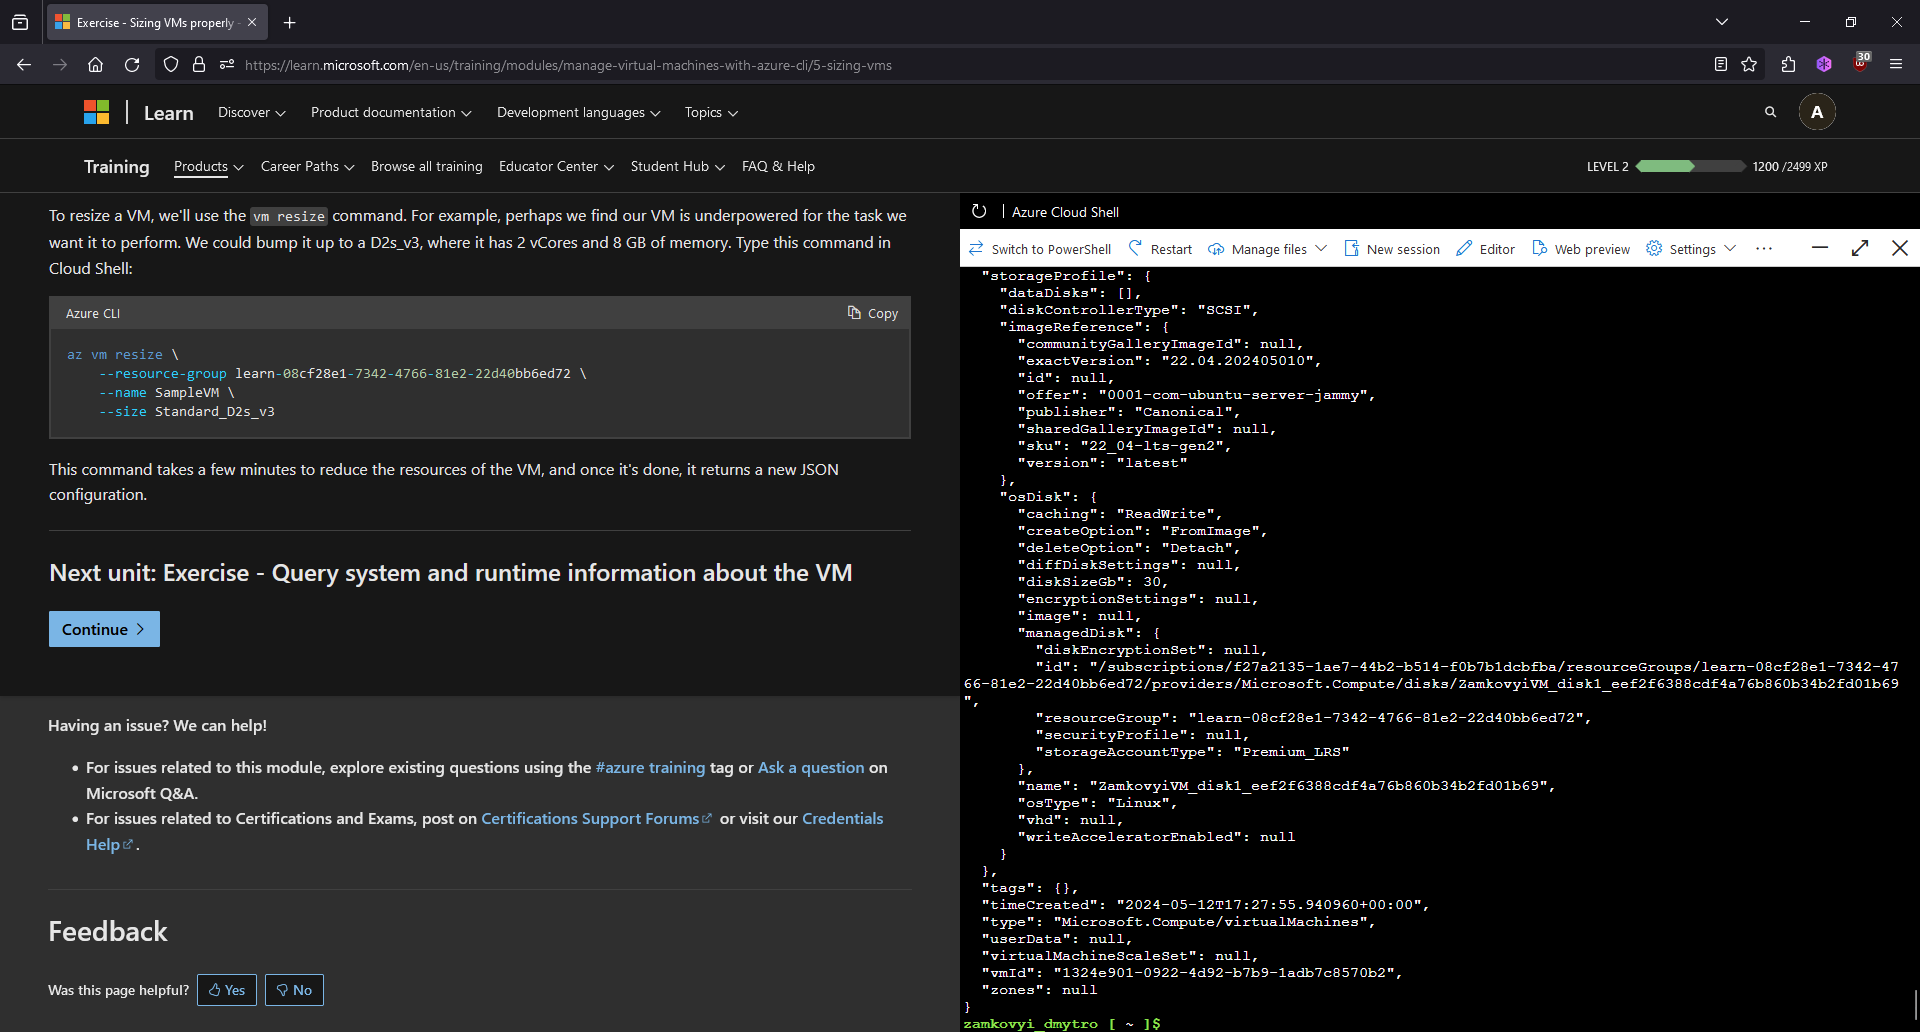 Exercise - Sizing VMs properly -
https://learn.microsoft.com/en-us/training/modules/manage-virtual-machines-with-azure-cli/5-sizing-vms
30
Learn
Discover
Product documentation
Development languages
Topics
A
Training
Products
Career Paths
Browse all training
Educator Center
Student Hub
FAQ & Help
LEVEL 2
1200 /2499 XP
To resize a VM, we'll use the vm resize command. For example, perhaps we find our VM is underpowered for the task we
want it to perform. We could bump it up to a D2s_v3, where it has 2 vCores and 8 GB of memory. Type this command in
Cloud Shell:
Azure CLI
Copy
az vm resize \
--resource-group learn-08cf28e1-7342-4766-81e2-22d40bb6ed72 \
--name SampleVM \
--size Standard_D2s_v3
This command takes a few minutes to reduce the resources of the VM, and once it's done, it returns a new JSON
configuration.
Next unit: Exercise - Query system and runtime information about the VM
Continue
Having an issue? We can help!
• For issues related to this module, explore existing questions using the #azure training tag or Ask a question on
Microsoft Q&A.
• For issues related to Certifications and Exams, post on Certifications Support Forums or visit our Credentials
Help.
Feedback
Was this page helpful?
Yes
No
Azure Cloud Shell
Switch to PowerShell
Restart
Manage files
New session
Editor
Web preview
Settings
...
"storageProfile": {
"dataDisks": [],
"diskControllerType": "SCSI",
"imageReference": {
"communityGalleryImageId": null,
"exactVersion": "22.04.202405010",
"id": null,
"offer": "0001-com-ubuntu-server-jammy",
"publisher": "Canonical",
"sharedGalleryImageId": null,
"sku": "22_04-lts-gen2",
"version": "latest"
},
"osDisk": {
"caching": "ReadWrite",
"createOption": "FromImage",
"deleteOption": "Detach",
"diffDiskSettings": null,
"diskSizeGb": 30,
"encryptionSettings": null,
"image": null,
"managedDisk": {
"diskEncryptionSet": null,
"id": "/subscriptions/f27a2135-1ae7-44b2-b514-f0b7b1dcbfba/resourceGroups/learn-08cf28e1-7342-47
66-81e2-22d40bb6ed72/providers/Microsoft.Compute/disks/ZamkovyiVM_disk1_eef2f6388cdf4a76b860b34b2fd01b69
",
"resourceGroup": "learn-08cf28e1-7342-4766-81e2-22d40bb6ed72",
"securityProfile": null,
"storageAccountType": "Premium_LRS"
},
"name": "ZamkovyiVM_disk1_eef2f6388cdf4a76b860b34b2fd01b69",
"osType": "Linux",
"vhd": null,
"writeAcceleratorEnabled": null
}
},
"tags": {},
"timeCreated": "2024-05-12T17:27:55.940960+00:00",
"type": "Microsoft.Compute/virtualMachines",
"userData": null,
"virtualMachineScaleSet": null,
"vmId": "1324e901-0922-4d92-b7b9-1adb7c8570b2",
"zones": null
}
zamkovyi_dmytro [ ~ ]$